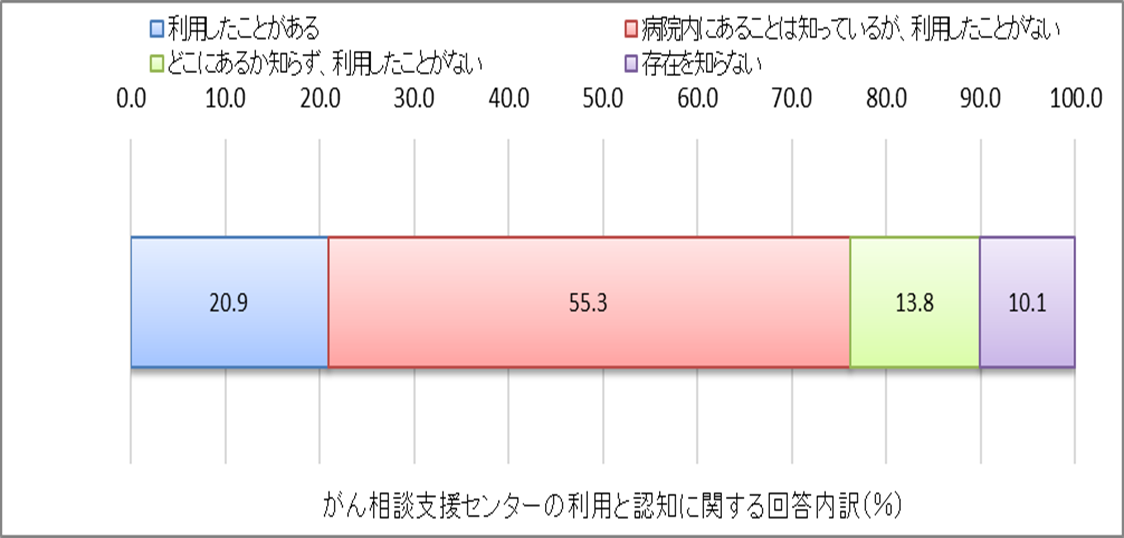 利用したことがある 病院内にあることは知っているが、利用したことがない
どこにあるか知らず、利用したことがない 存在を知らない
0.0 10.0 20.0 30.0 40.0 50.0 60.0 70.0 80.0 90.0 100.0
20.9 55.3 13.8 10.1
がん相談支援センターの利用と認知に関する回答内訳(%)